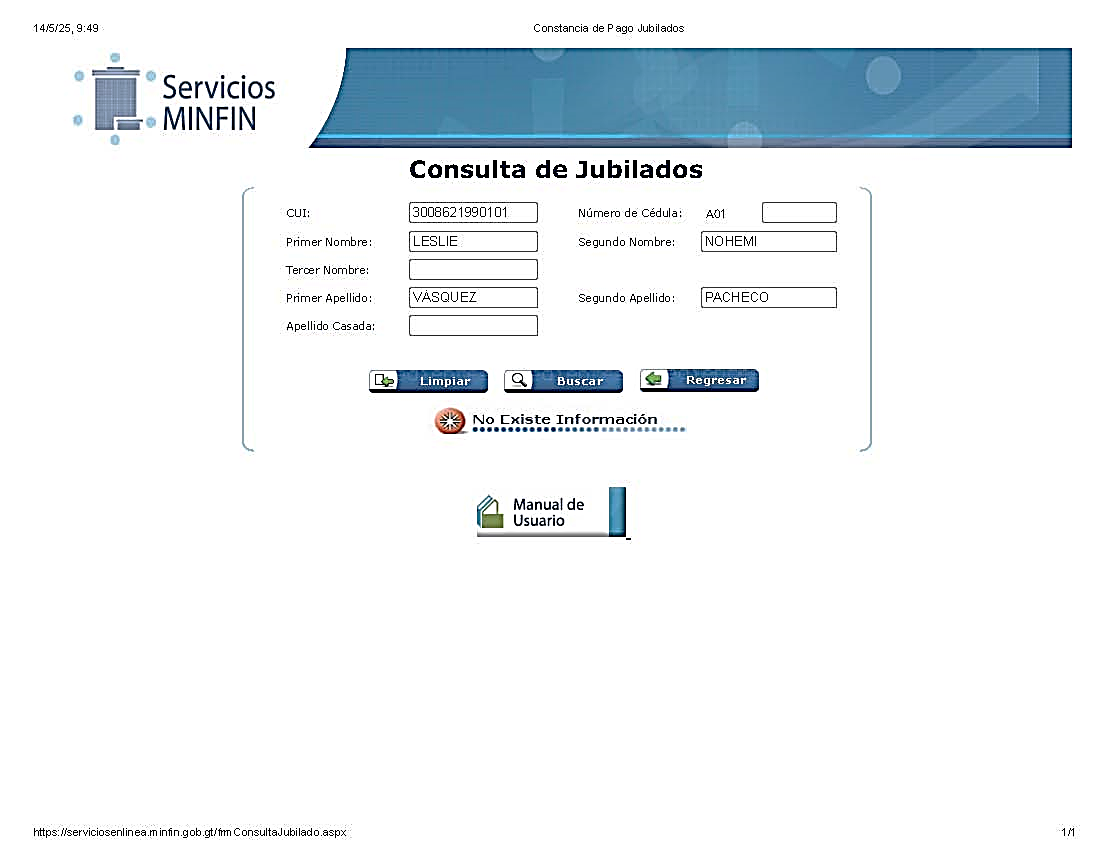 14/5/25, 9:49 Constancia de Pago Jubilados
Servicios
MINFIN
Consulta de Jubilados
CUI: 3008621990101 Número de Cédula: A01
Primer Nombre: LESLIE Segundo Nombre: NOHEMI
Tercer Nombre:
Primer Apellido: VÁSQUEZ Segundo Apellido: PACHECO
Apellido Casada:
Limpiar Buscar Regresar
No Existe Información
Manual de
Usuario
https://serviciosenlinea.minfin.gob.gt/frmConsultaJubilado.aspx 1/1